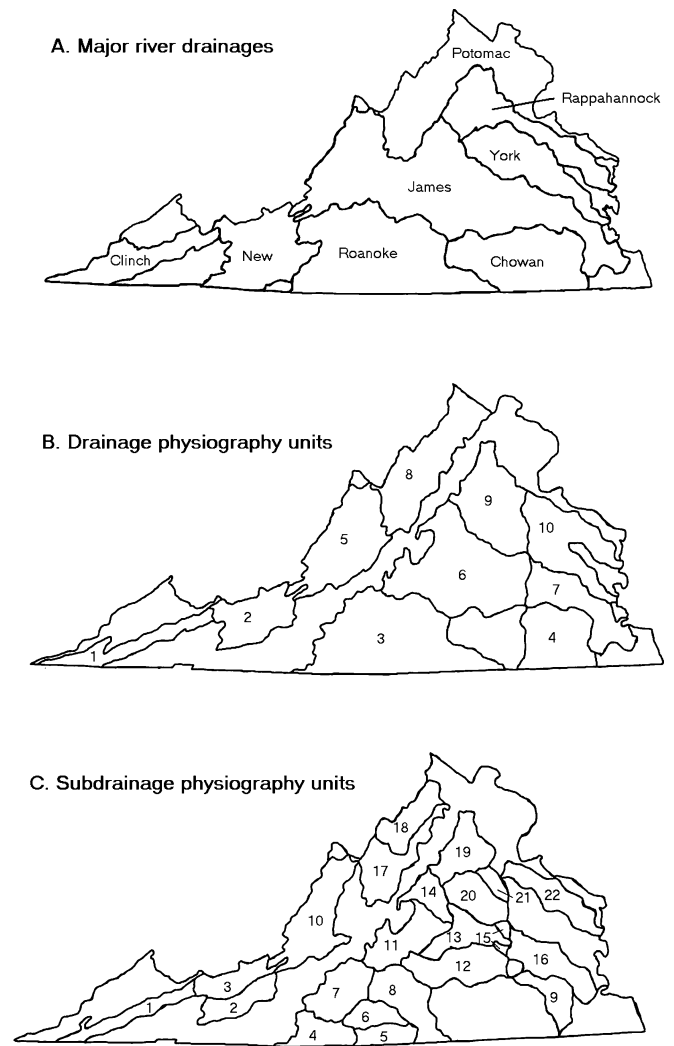 A. Major river drainages
Potomac
Rappahannock
York
James
Clinch
New
Roanoke
Chowan
B. Drainage physiography units
8
9
10
5
6
7
2
3
4
1
C. Subdrainage physiography units
18
19
17
14
20
21
22
10
11
13
15
12
16
3
7
8
9
1
2
6
4
5